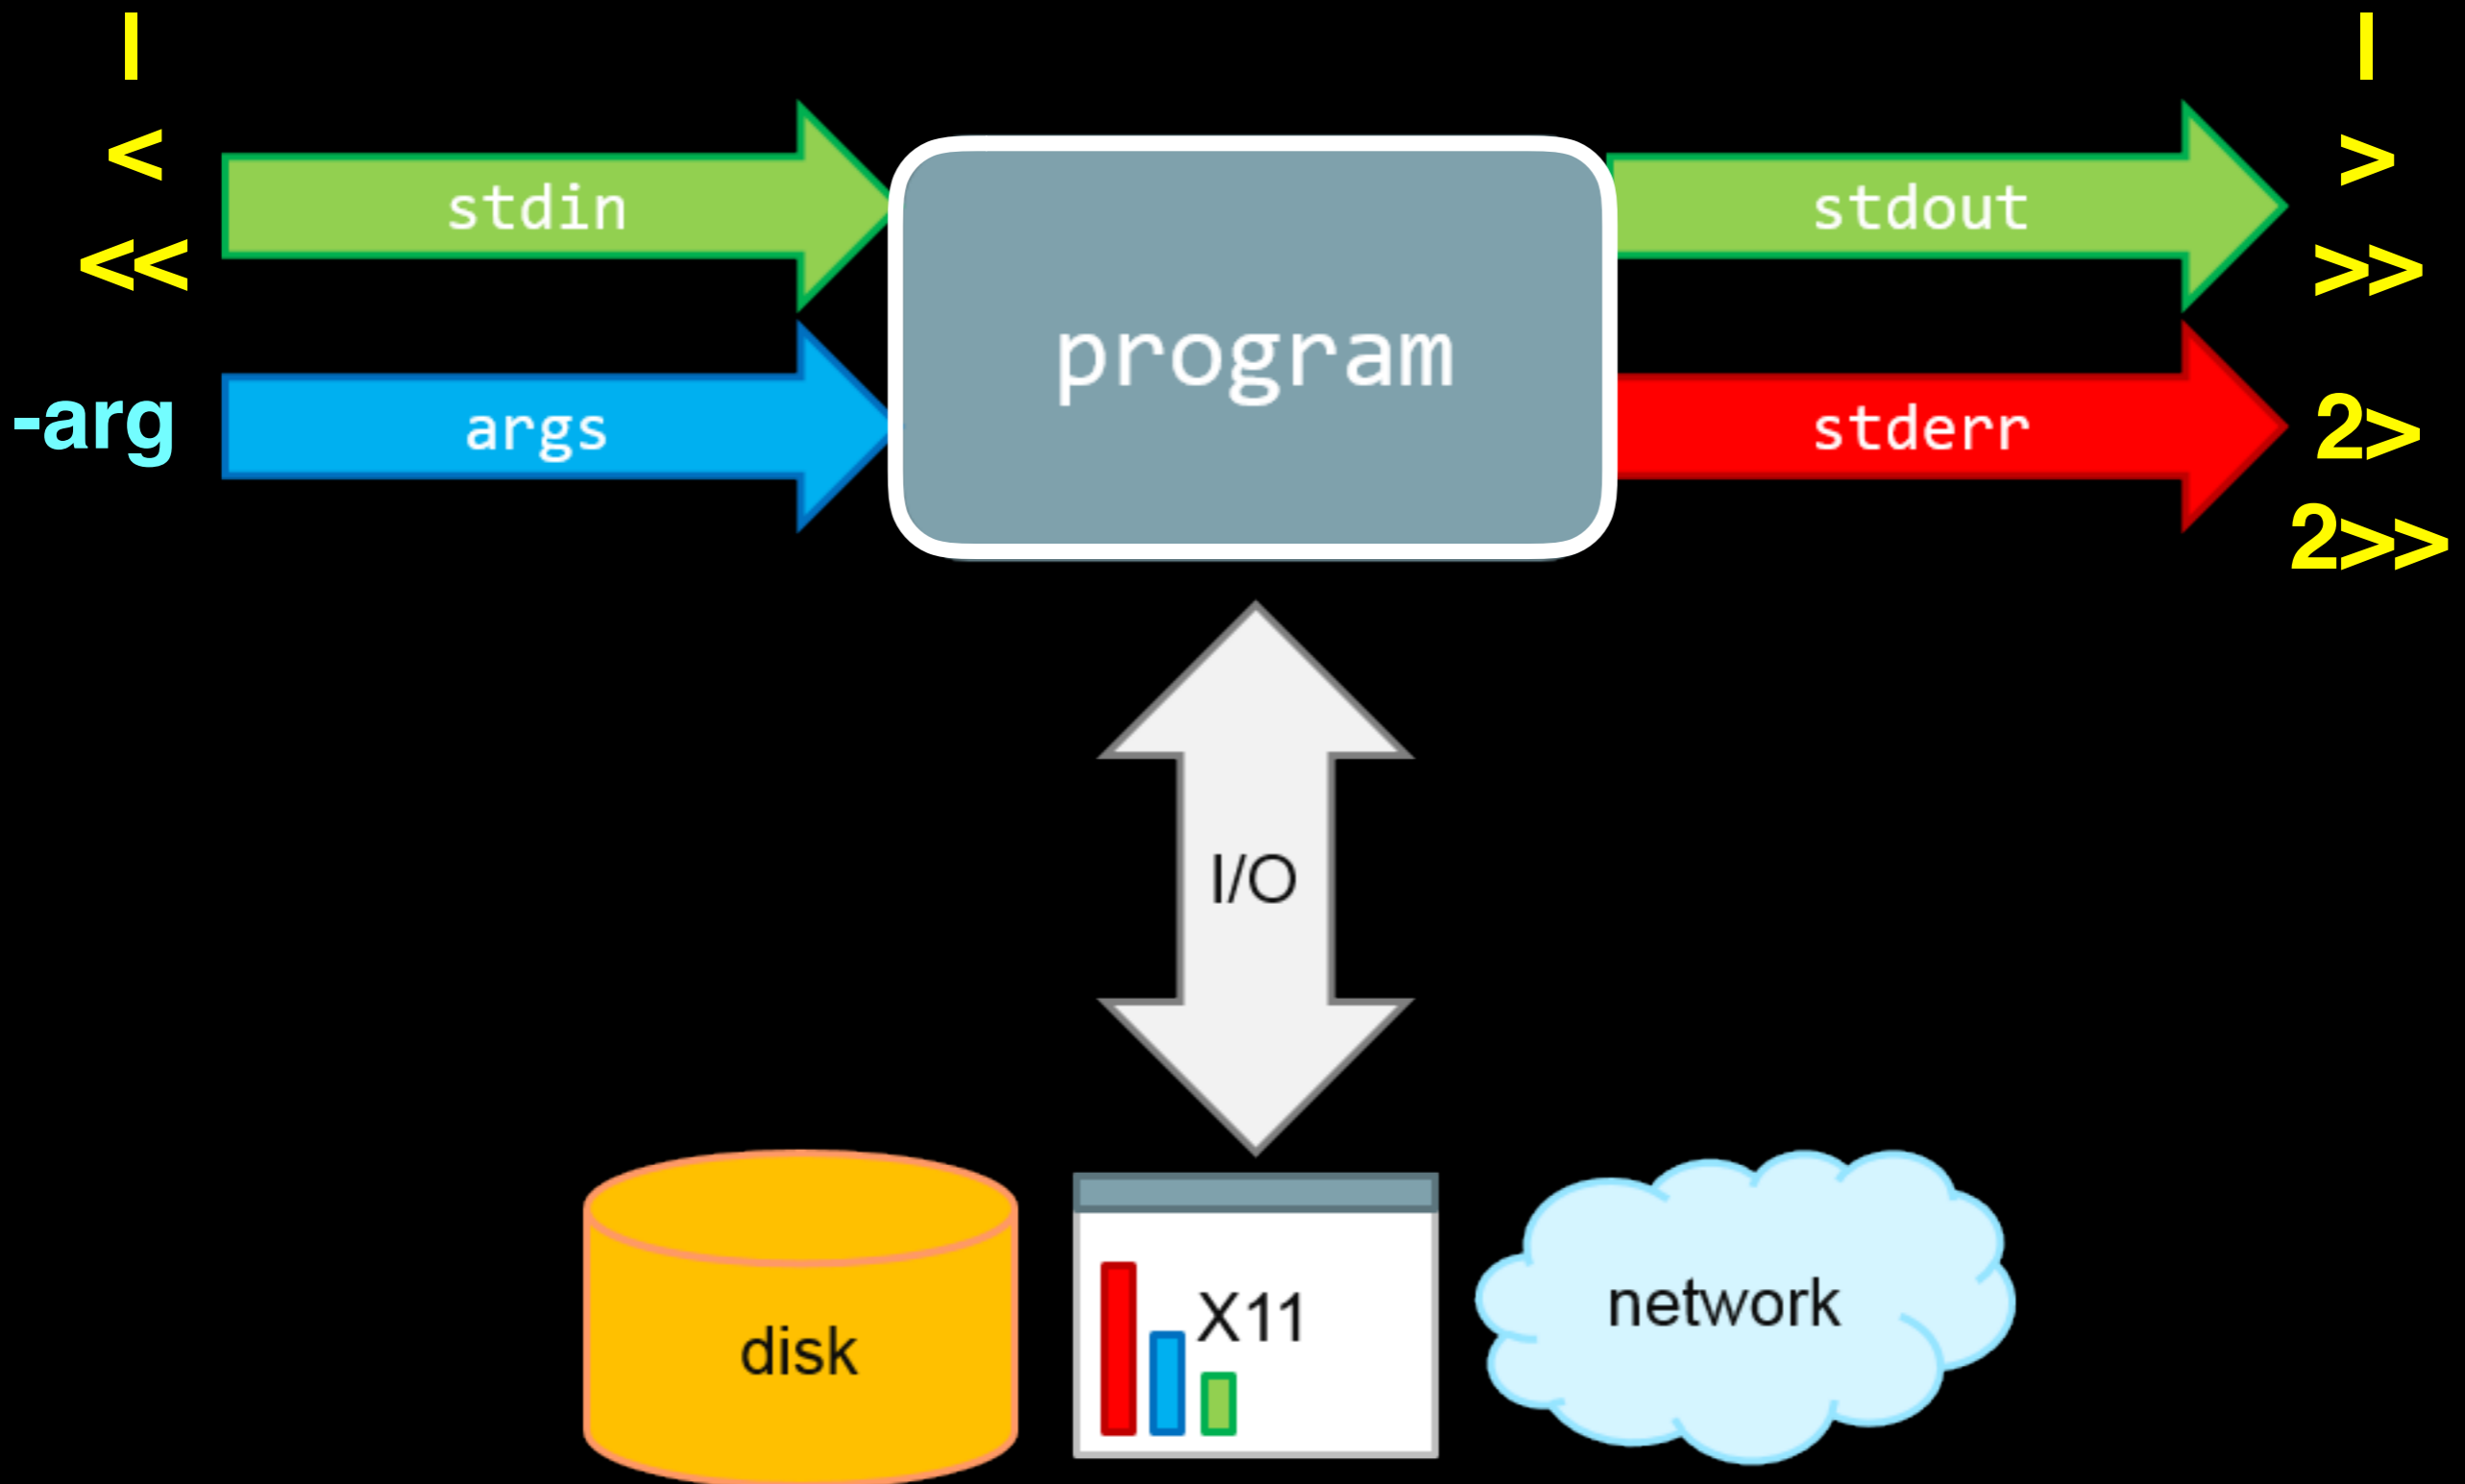 |
<
<<
-arg
stdin
args
program
stdout
stderr
|
>
>>
2>
2>>
I/O
disk
X11
network